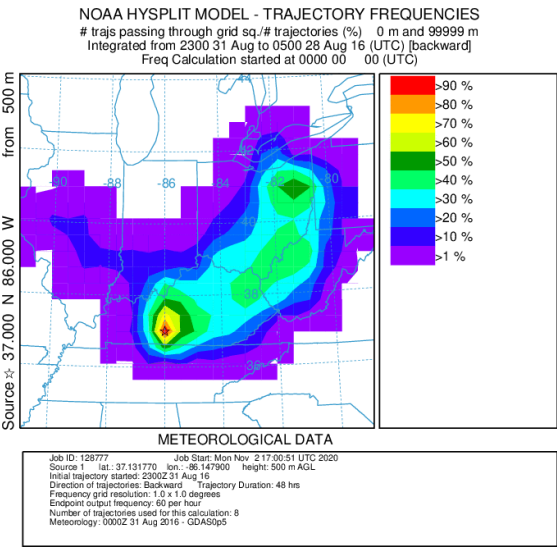 NOAA HYSPLIT MODEL - TRAJECTORY FREQUENCIES
# trajs passing through grid sq./# trajectories (%) 0 m and 99999 m
Integrated from 2300 31 Aug to 0500 28 Aug 16 (UTC) [backward]
Freq Calculation started at 0000 00 00 (UTC)
Source ☆ 37.000 N 86.000 W from 500 m
>90 %
>80 %
>70 %
>60 %
>50 %
>40 %
>30 %
>20 %
>10 %
>1 %
44
42
-90 -88 -86 84 82 80
40
38
36
METEOROLOGICAL DATA
Job ID: 128777 Job Start: Mon Nov 2 17:00:51 UTC 2020
Source 1 lat.: 37.131770 lon.: -86.147900 height: 500 m AGL
Initial trajectory started: 2300Z 31 Aug 16
Direction of trajectories: Backward Trajectory Duration: 48 hrs
Frequency grid resolution: 1.0 x 1.0 degrees
Endpoint output frequency: 60 per hour
Number of trajectories used for this calculation: 8
Meteorology: 0000Z 31 Aug 2016 - GDAS0p5